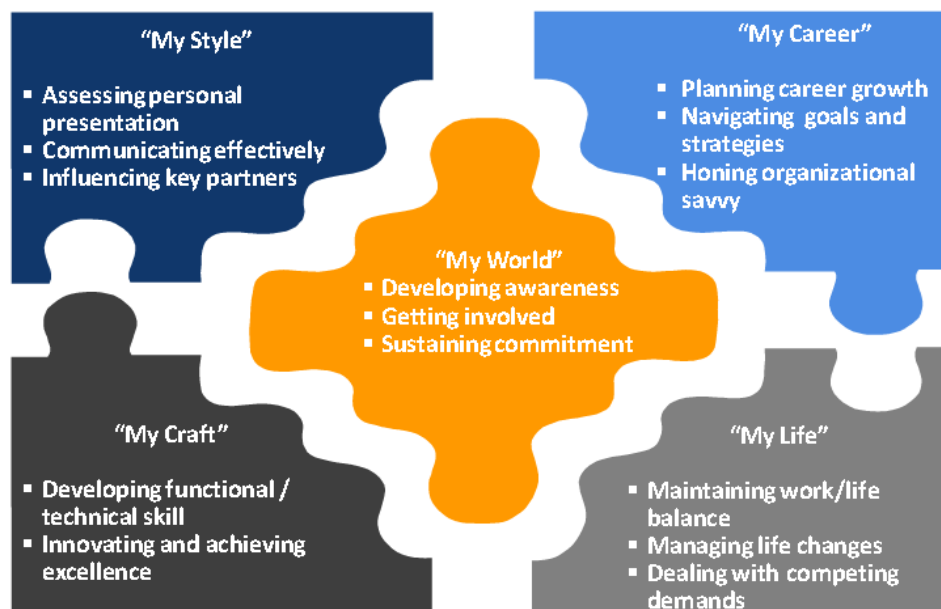 “My Style”
▪ Assessing personal
presentation
▪ Communicating effectively
▪ Influencing key partners
“My Career”
▪ Planning career growth
▪ Navigating goals and
strategies
▪ Honing organizational
savvy
“My World”
▪ Developing awareness
▪ Getting involved
▪ Sustaining commitment
“My Craft”
▪ Developing functional /
technical skill
▪ Innovating and achieving
excellence
“My Life”
▪ Maintaining work/life
balance
▪ Managing life changes
▪ Dealing with competing
demands